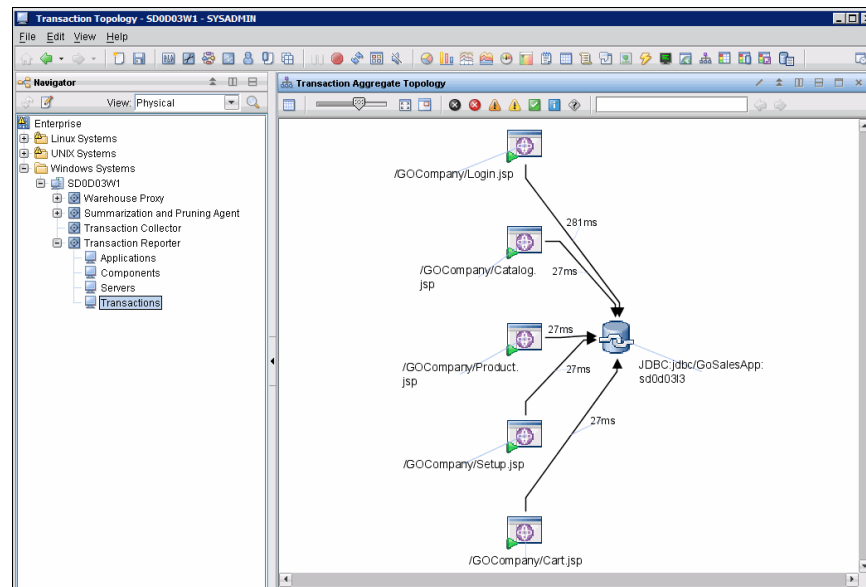 Transaction Topology - SD0D03W1 - SYSADMIN
File Edit View Help
Navigator
View: Physical
Enterprise
Linux Systems
UNIX Systems
Windows Systems
SD0D03W1
Warehouse Proxy
Summarization and Pruning Agent
Transaction Collector
Transaction Reporter
Applications
Components
Servers
Transactions
Transaction Aggregate Topology
/GOCompany/Login.jsp
281ms
/GOCompany/Catalog.
jsp
27ms
27ms
/GOCompany/Product.
jsp
JDBC:jdbc/GoSalesApp:
sd0d03l3
27ms
27ms
/GOCompany/Setup.jsp
/GOCompany/Cart.jsp